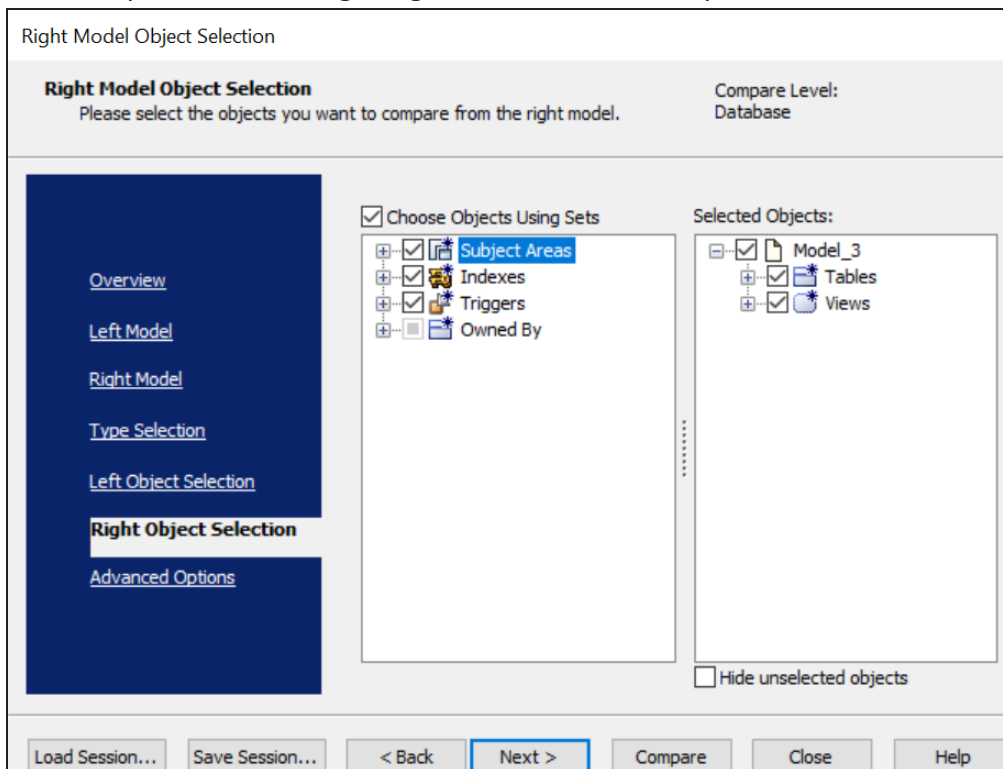 Right Model Object Selection
Right Model Object Selection
Please select the objects you want to compare from the right model.
Compare Level:
Database
Overview
Left Model
Right Model
Type Selection
Left Object Selection
Right Object Selection
Advanced Options
Choose Objects Using Sets
Subject Areas
Indexes
Triggers
Owned By
Selected Objects:
Model_3
Tables
Views
Hide unselected objects
Load Session...
Save Session...
< Back
Next >
Compare
Close
Help